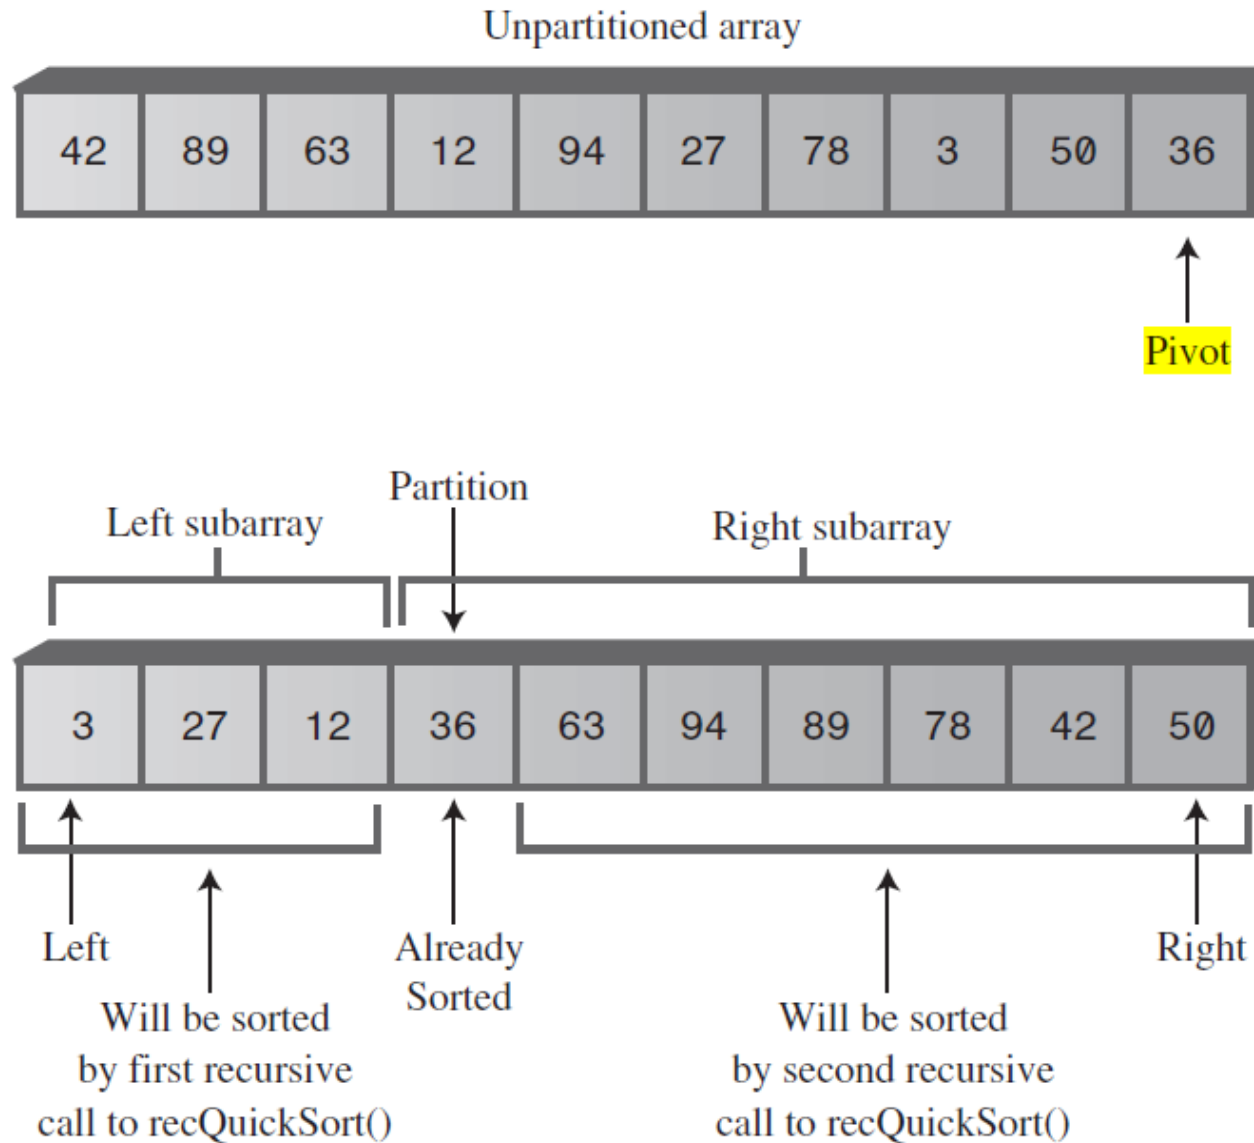 Unpartitioned array
42 89 63 12 94 27 78 3 50 36
Pivot
Partition
Left subarray
Right subarray
3 27 12 36 63 94 89 78 42 50
Left
Already
Sorted
Right
Will be sorted
by first recursive
call to recQuickSort()
Will be sorted
by second recursive
call to recQuickSort()